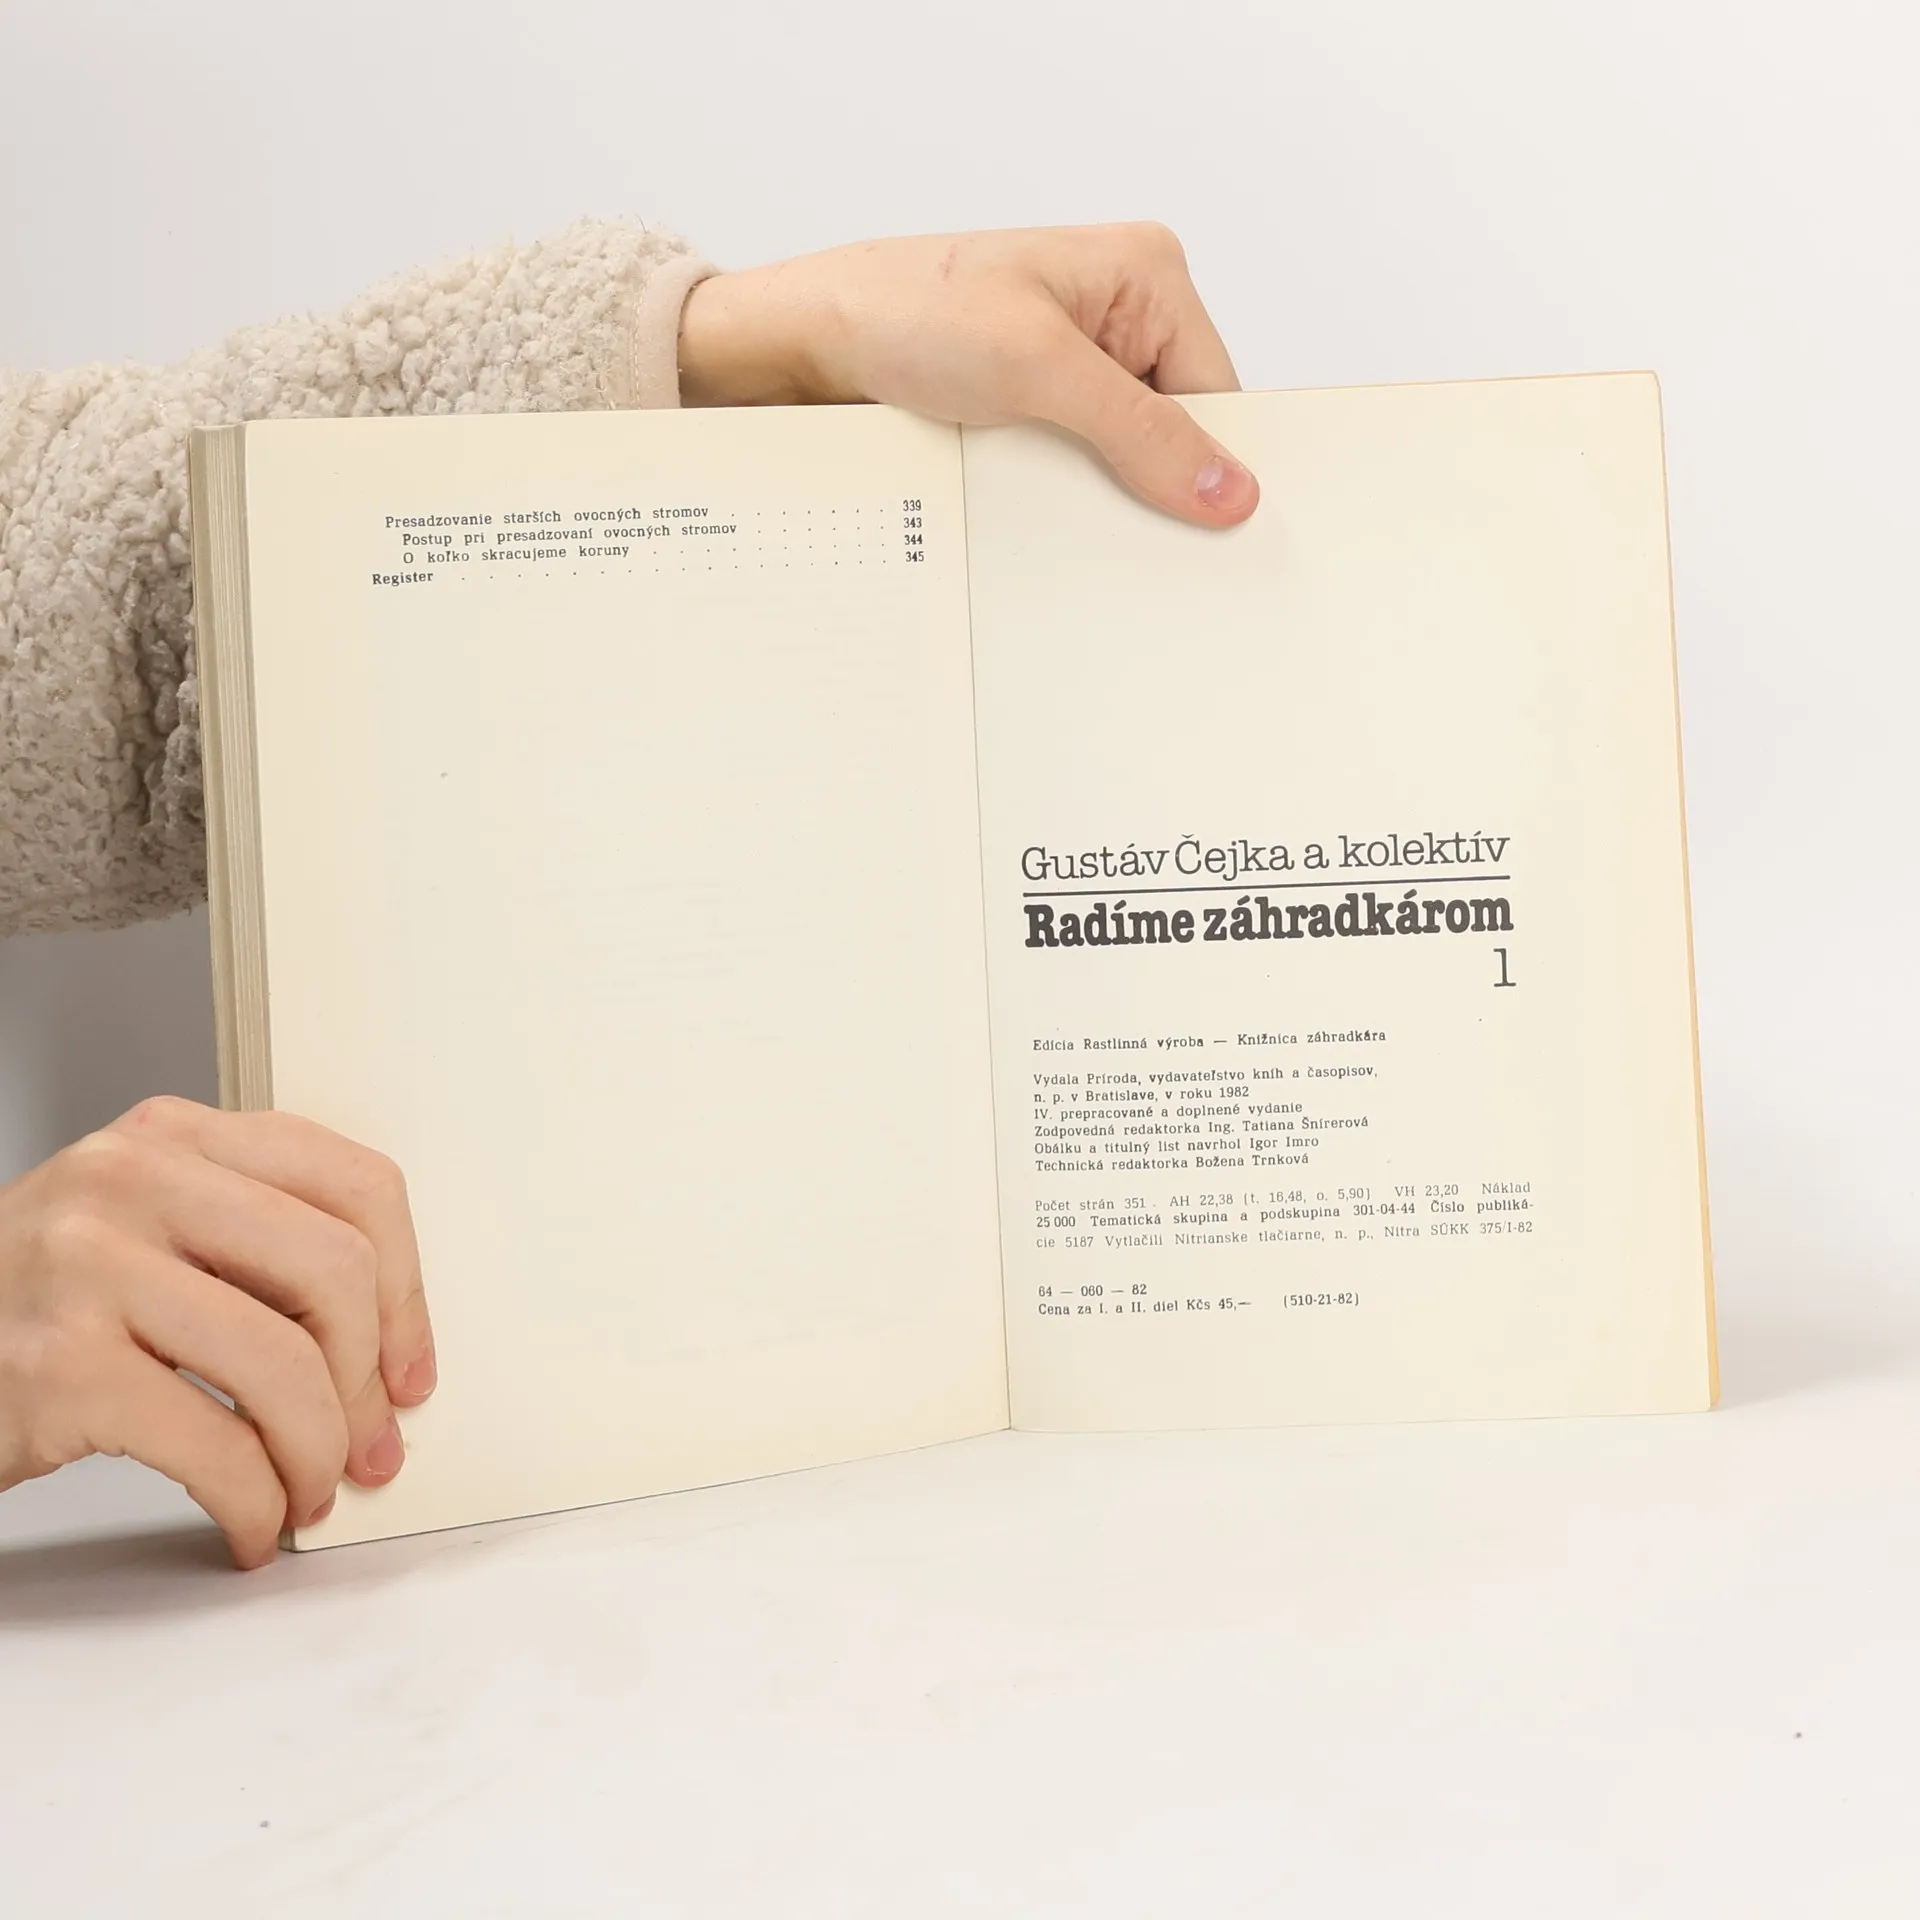 Presadzovanie starších ovocných stromov . . . . . . . 339
Postup pri presadzovaní ovocných stromov . . . . . . 343
O koľko skracujeme koruny . . . . . . . . . 344
Register . . . . . . . . . . . . . . . . 345
Gustáv Čejka a kolektív
Radíme záhradkárom
1
Edícia Rastlinná výroba — Knižnica záhradkára
Vydala Príroda, vydavateľstvo kníh a časopisov,
n. p. v Bratislave, v roku 1982
IV. prepracované a doplnené vydanie
Zodpovedná redaktorka Ing. Tatiana Šnírerová
Obálku a titulný list navrhol Igor Imro
Technická redaktorka Božena Trnková
Počet strán 351 . AH 22,38 (t. 16,48, o. 5,90) VH 23,20 Náklad
25 000 Tematická skupina a podskupina 301-04-44 Číslo publiká-
cie 5187 Vytlačili Nitrianske tlačiarne, n. p., Nitra SÚKK 375/I-82
64 — 060 — 82
Cena za I. a II. diel Kčs 45,— (510-21-82)